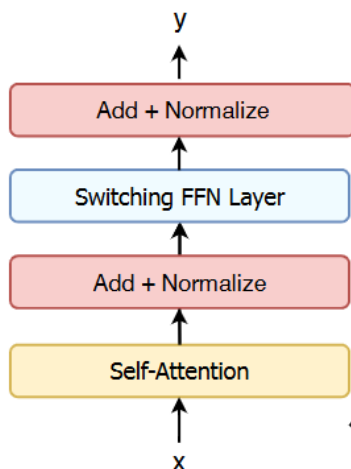 y
Add + Normalize
Switching FFN Layer
Add + Normalize
Self-Attention
x